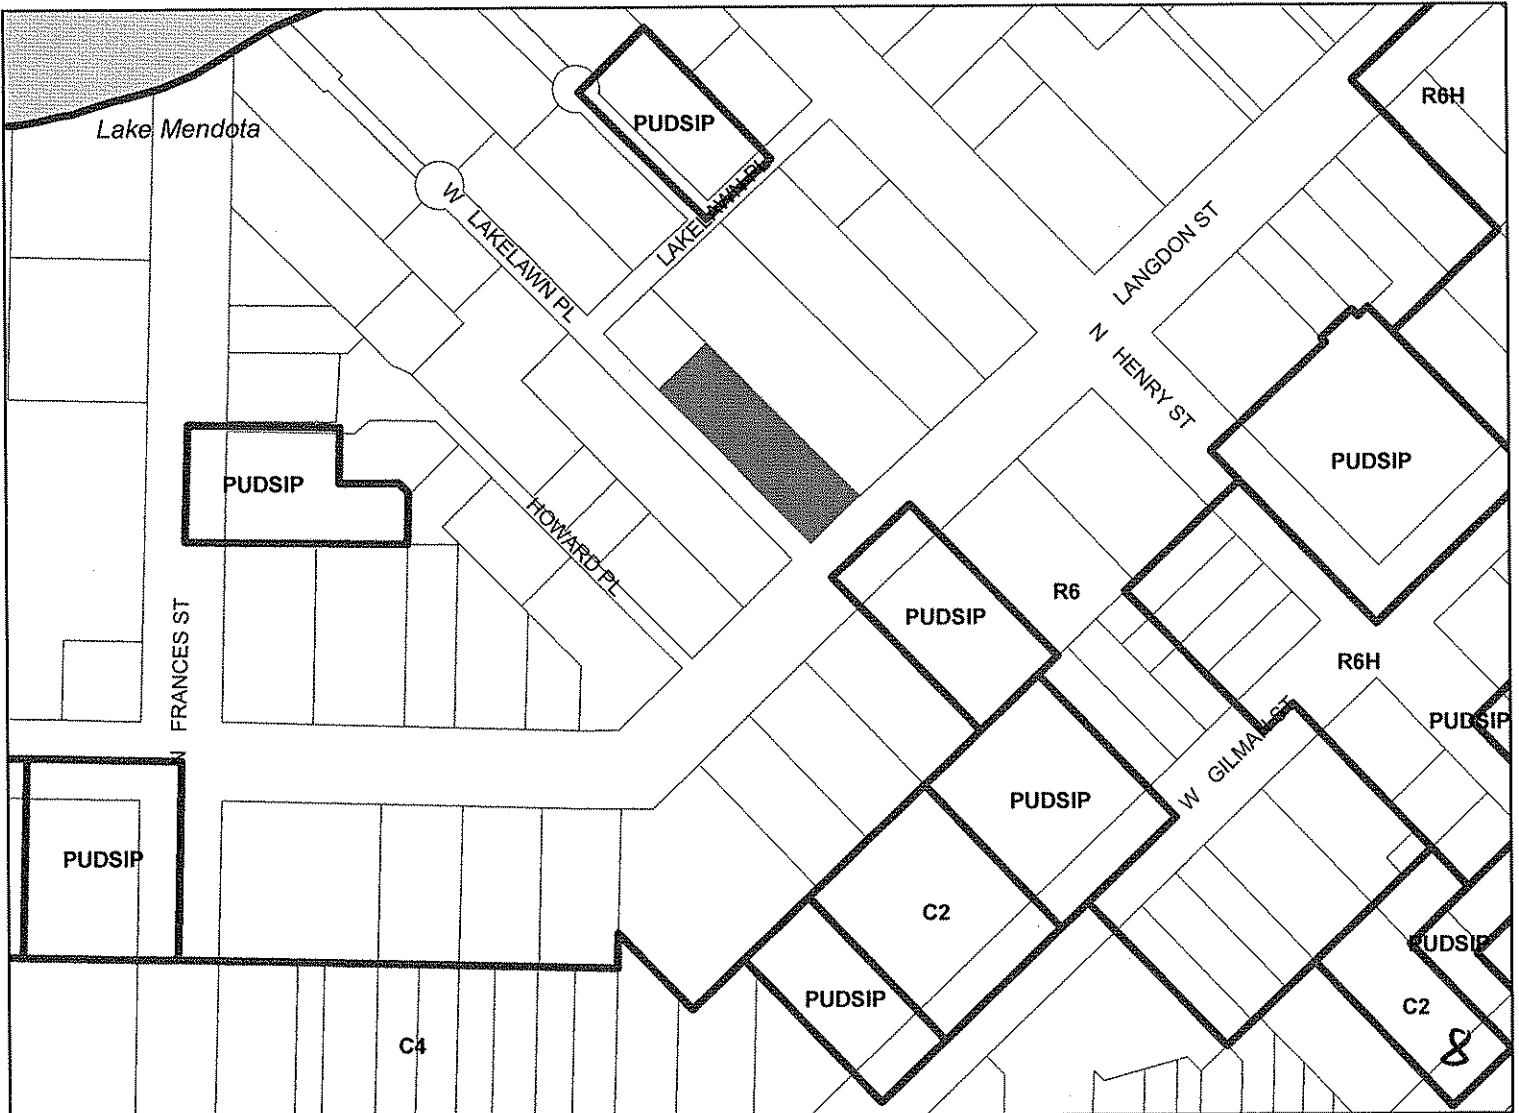 R6H
PUDSIP
Lake Mendota
LAKELAWN PL
W LAKELAWN PL
LANGDON ST
N HENRY ST
PUDSIP
PUDSIP
HOWARD PL
R6
PUDSIP
N FRANCES ST
R6H
PUDSIP
W GILMAN ST
PUDSIP
PUDSIP
C2
PUDSIP
PUDSIP
C2
C4
8